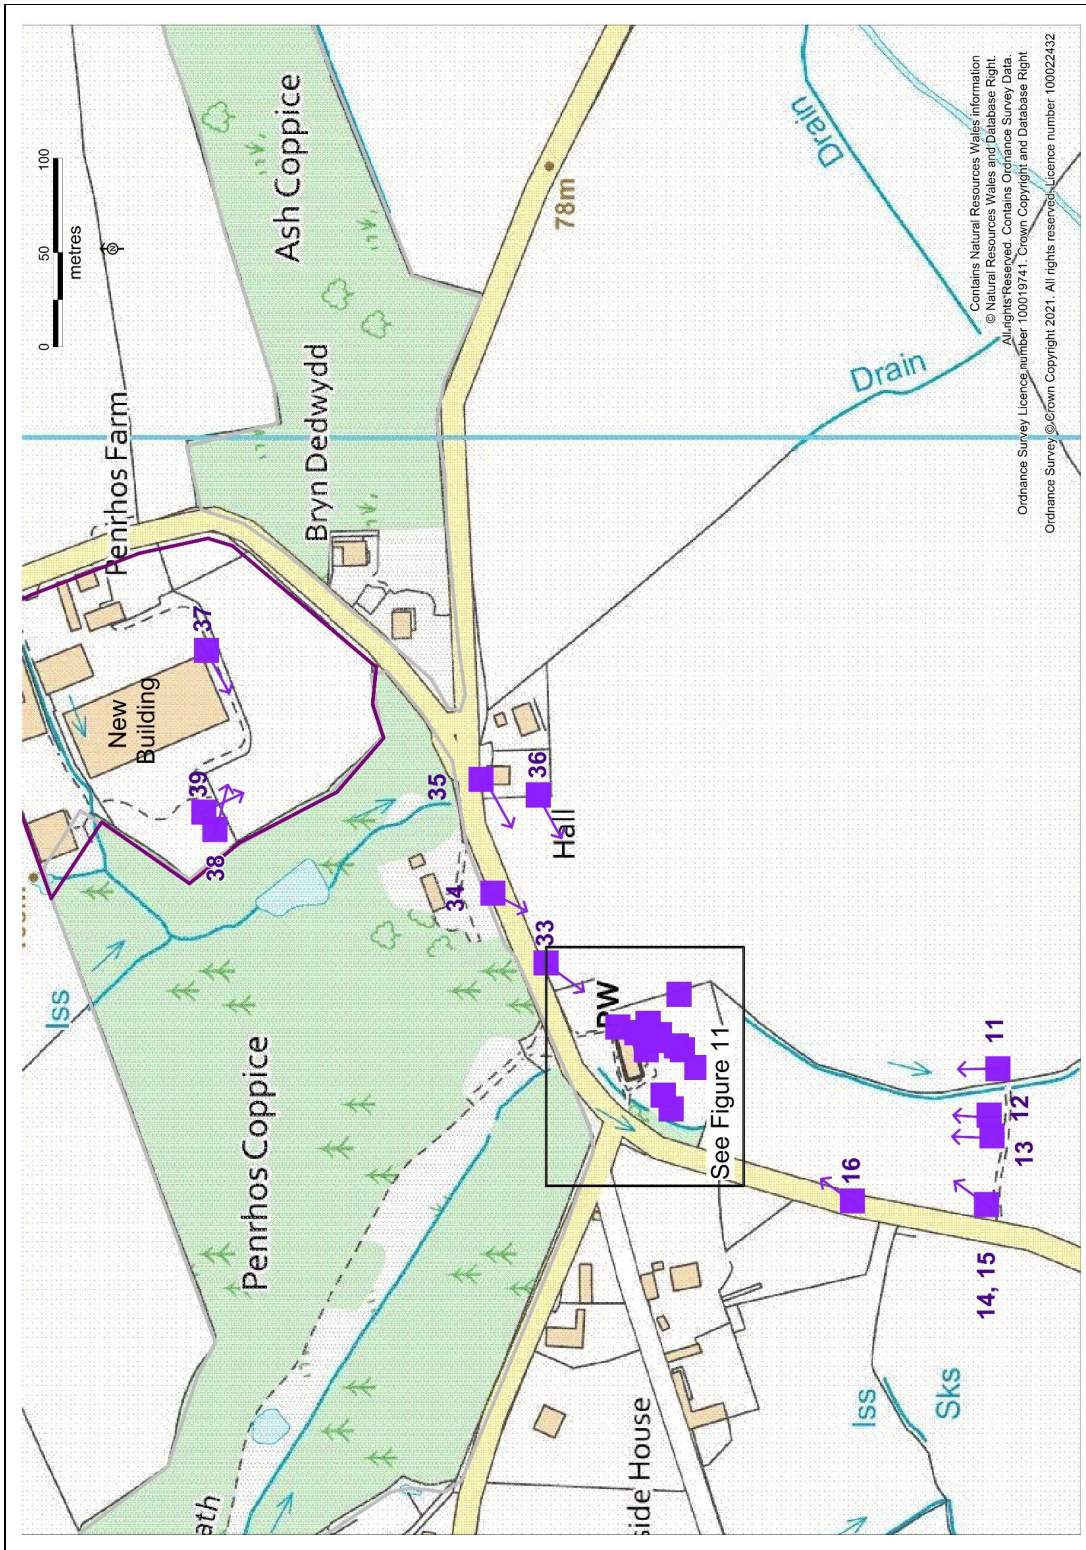 0
50
100
metres
N
Ash Coppice
78m
Drain
Drain
Bryn Dedwydd
Penrhos Farm
New
Building
37
39
38
35
36
Hall
34
33
Iss
Penrhos Coppice
See Figure 11
11
12
13
16
14, 15
Iss
Sks
side House
ath
Contains Natural Resources Wales information
© Natural Resources Wales and Database Right.
All rights Reserved. Contains Ordnance Survey Data.
Ordnance Survey Licence number 100019741. Crown Copyright and Database Right
Ordnance Survey © Crown Copyright 2021. All rights reserved. Licence number 100022432